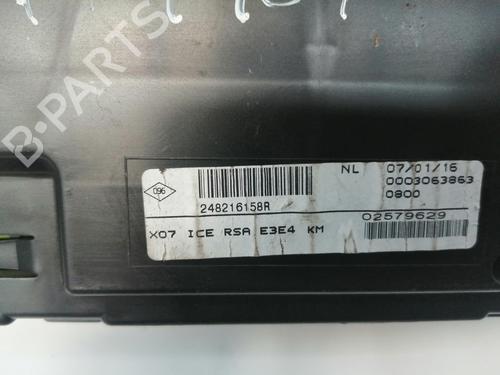 B-PARTS
096
248216158R
NL 07/01/16
0003063863
0800
02579629
X07 ICE RSA E3E4 KM